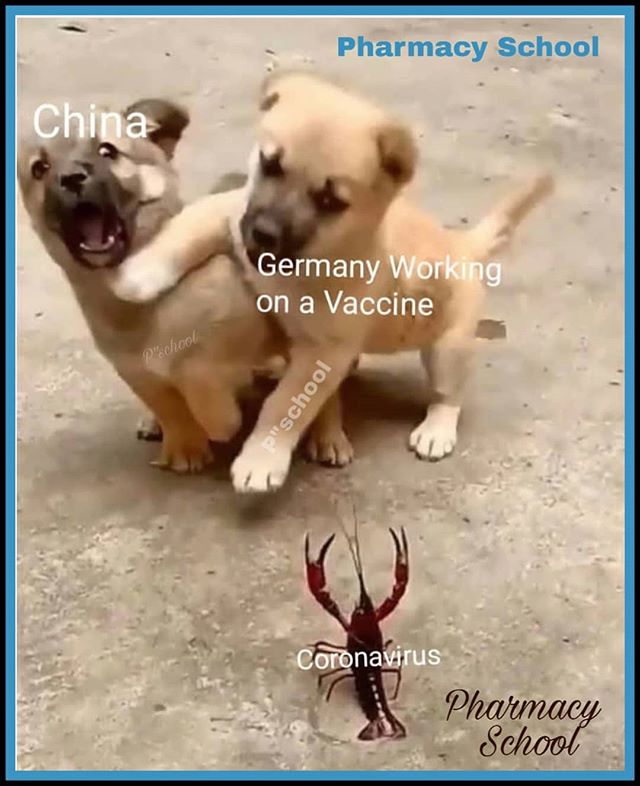 Pharmacy School
China
Germany Working
on a Vaccine
P"school
P"school
Coronavirus
Pharmacy
School